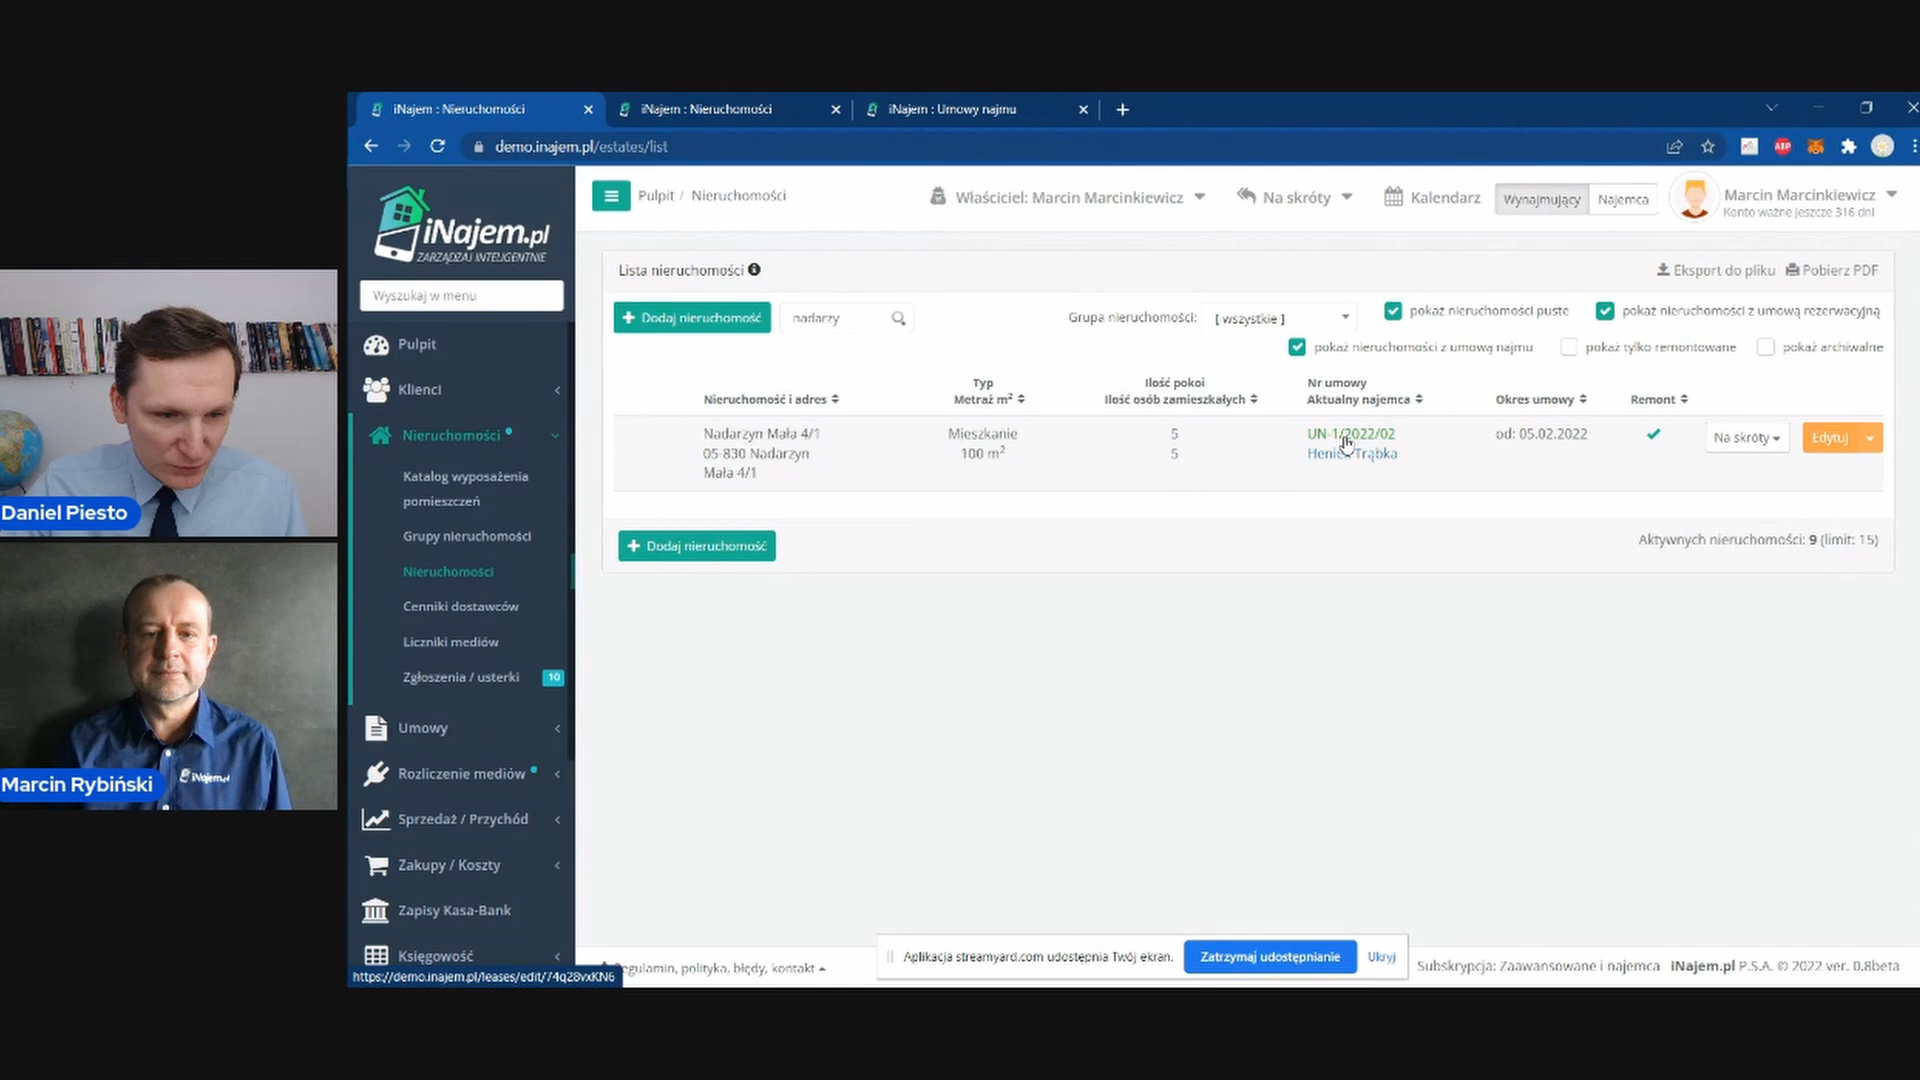 iNajem : Nieruchomości
iNajem : Nieruchomości
iNajem : Umowy najmu
demo.inajem.pl/estates/list
ABP
iNajem.pl
ZARZĄDZAJ INTELIGENTNIE
Wyszukaj w menu
Pulpit
Klienci
Nieruchomości
Katalog wyposażenia
pomieszczeń
Grupy nieruchomości
Nieruchomości
Cenniki dostawców
Liczniki mediów
Zgłoszenia / usterki 10
Umowy
Rozliczenie mediów
Sprzedaż / Przychód
Zakupy / Koszty
Zapisy Kasa-Bank
Księgowość
https://demo.inajem.pl/leases/edit/74q28vxKN6
Pulpit / Nieruchomości
Właściciel: Marcin Marcinkiewicz
Na skróty
Kalendarz
Wynajmujący
Najemca
Marcin Marcinkiewicz
Konto ważne jeszcze 316 dni
Lista nieruchomości
Eksport do pliku
Pobierz PDF
Dodaj nieruchomość
nadarzy
Grupa nieruchomości: [ wszystkie ]
pokaż nieruchomości puste
pokaż nieruchomości z umową rezerwacyjną
pokaż nieruchomości z umową najmu
pokaż tylko remontowane
pokaż archiwalne
Nieruchomość i adres
Typ
Metraż m²
Ilość pokoi
Ilość osób zamieszkałych
Nr umowy
Aktualny najemca
Okres umowy
Remont
Nadarzyn Mała 4/1
05-830 Nadarzyn
Mała 4/1
Mieszkanie
100 m²
5
5
UN-1/2022/02
Trąbka
od: 05.02.2022
Na skróty
Edytuj
Dodaj nieruchomość
Aktywnych nieruchomości: 9 (limit: 15)
Regulamin, polityka, błędy, kontakt
Aplikacja streamyard.com udostępnia Twój ekran.
Zatrzymaj udostępnianie
Ukryj
Subskrypcja: Zaawansowane i najemca
iNajem.pl P.S.A. © 2022 ver. 0.8beta
Daniel Piesto
iNajem.pl
Marcin Rybiński